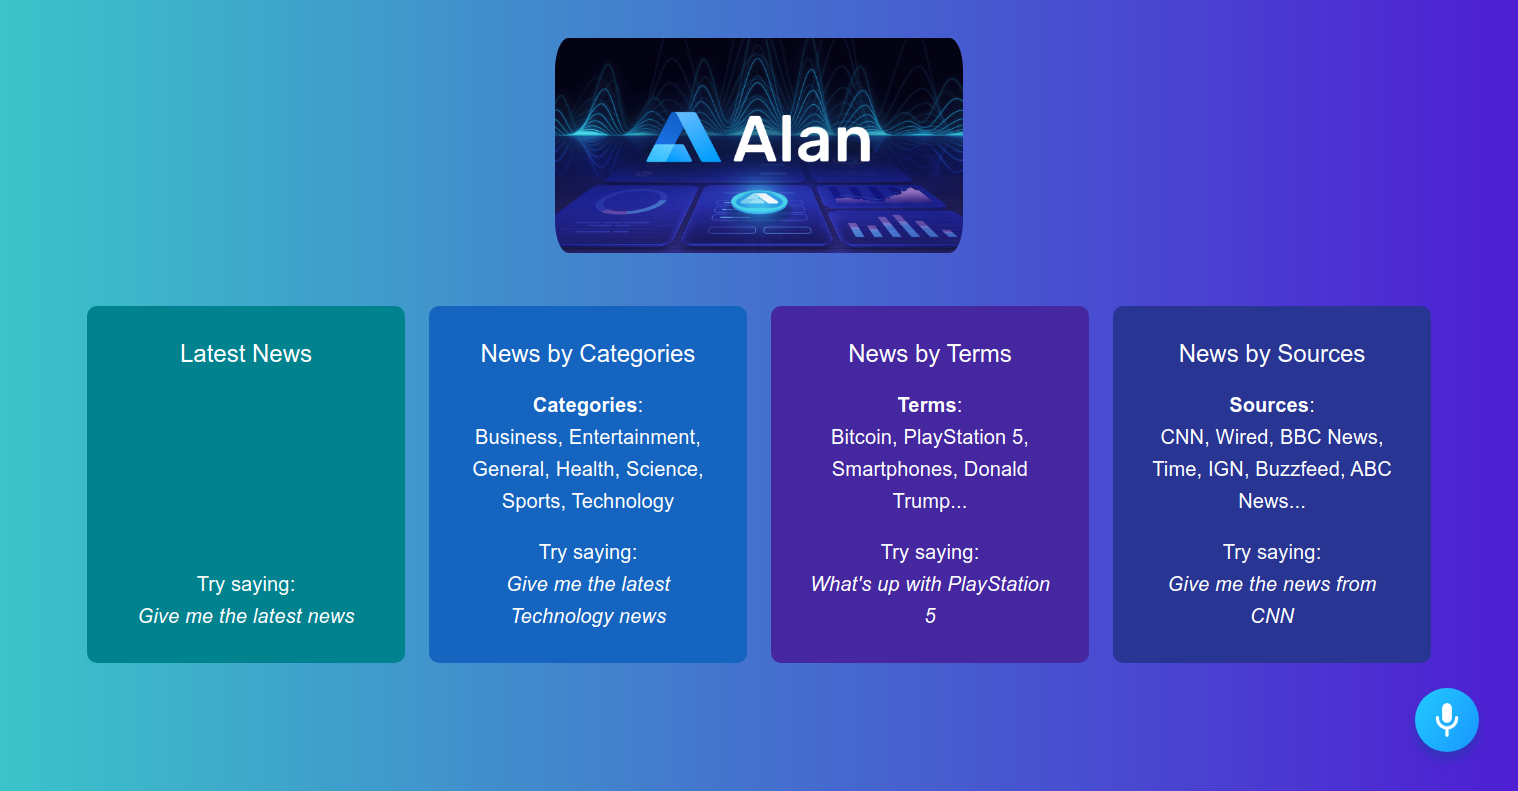 Alan
Latest News
Try saying:
Give me the latest news
News by Categories
Categories:
Business, Entertainment,
General, Health, Science,
Sports, Technology
Try saying:
Give me the latest
Technology news
News by Terms
Terms:
Bitcoin, PlayStation 5,
Smartphones, Donald
Trump...
Try saying:
What's up with PlayStation
5
News by Sources
Sources:
CNN, Wired, BBC News,
Time, IGN, Buzzfeed, ABC
News...
Try saying:
Give me the news from
CNN